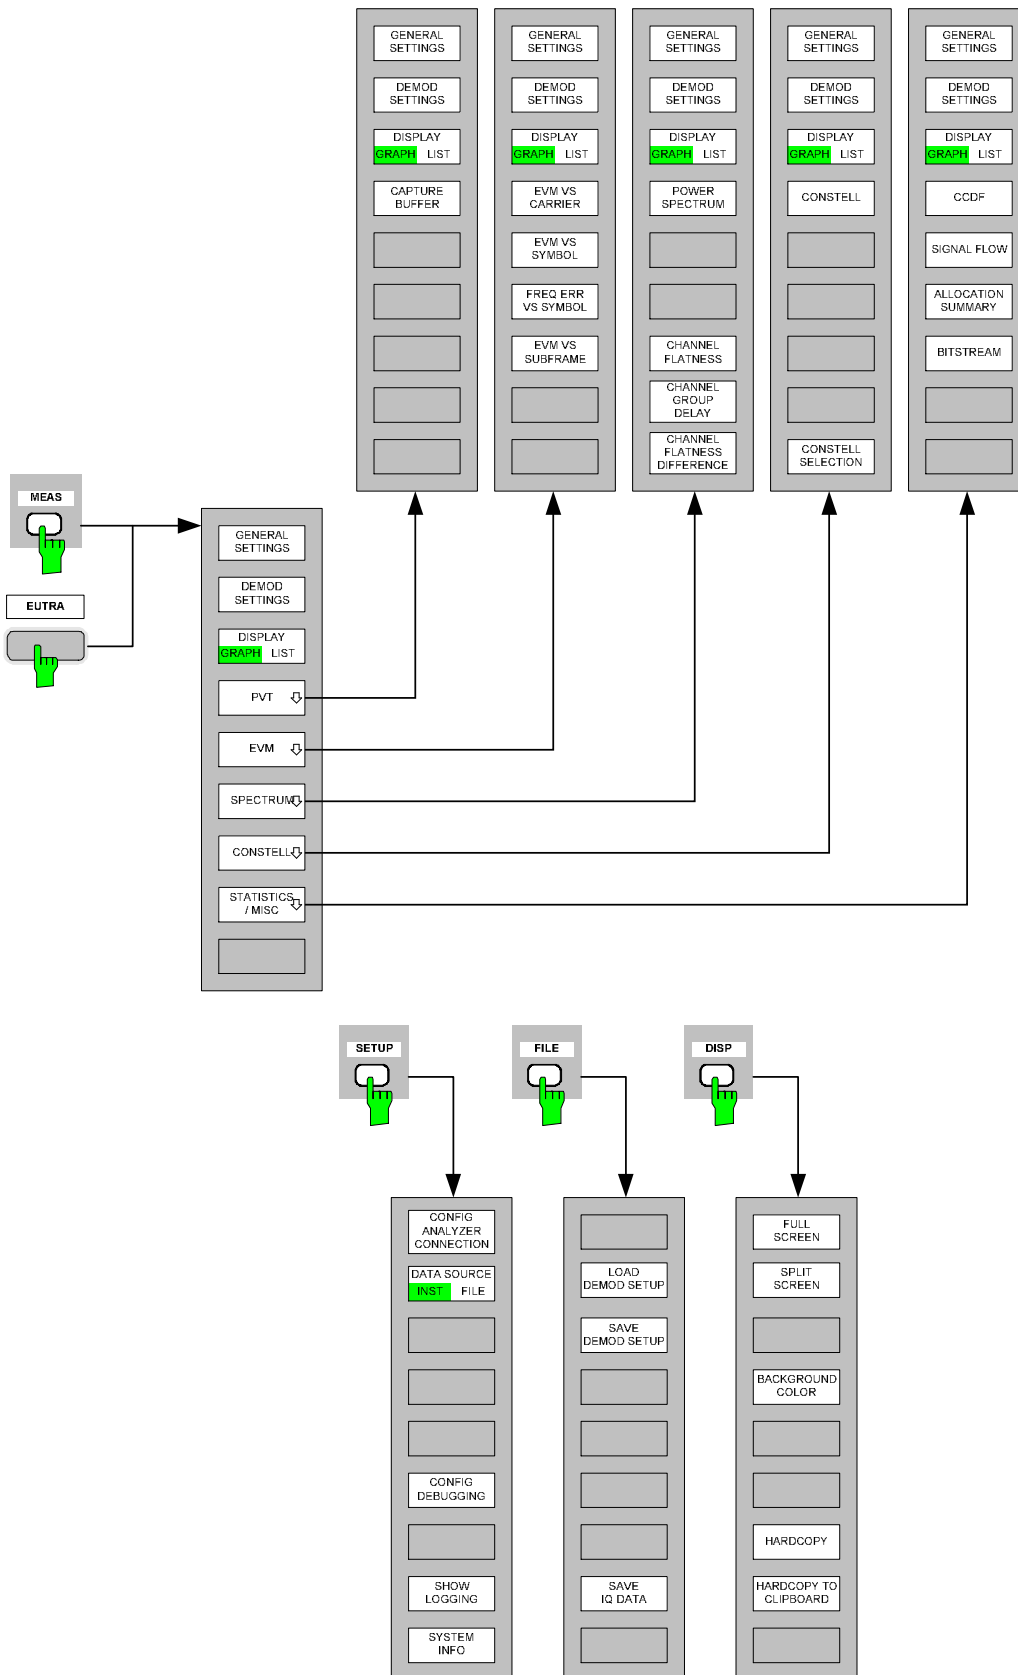 GENERAL
SETTINGS
DEMOD
SETTINGS
DISPLAY
GRAPH LIST
CAPTURE
BUFFER
GENERAL
SETTINGS
DEMOD
SETTINGS
DISPLAY
GRAPH LIST
EVM VS
CARRIER
EVM VS
SYMBOL
FREQ ERR
VS SYMBOL
EVM VS
SUBFRAME
GENERAL
SETTINGS
DEMOD
SETTINGS
DISPLAY
GRAPH LIST
POWER
SPECTRUM
CHANNEL
FLATNESS
CHANNEL
GROUP
DELAY
CHANNEL
FLATNESS
DIFFERENCE
GENERAL
SETTINGS
DEMOD
SETTINGS
DISPLAY
GRAPH LIST
CONSTELL
CONSTELL
SELECTION
GENERAL
SETTINGS
DEMOD
SETTINGS
DISPLAY
GRAPH LIST
CCDF
SIGNAL FLOW
ALLOCATION
SUMMARY
BITSTREAM
MEAS
EUTRA
GENERAL
SETTINGS
DEMOD
SETTINGS
DISPLAY
GRAPH LIST
PVT
EVM
SPECTRUM
CONSTELL
STATISTICS
/ MISC
SETUP
CONFIG
ANALYZER
CONNECTION
DATA SOURCE
INST FILE
CONFIG
DEBUGGING
SHOW
LOGGING
SYSTEM
INFO
FILE
LOAD
DEMOD SETUP
SAVE
DEMOD SETUP
SAVE
IQ DATA
DISP
FULL
SCREEN
SPLIT
SCREEN
BACKGROUND
COLOR
HARDCOPY
HARDCOPY TO
CLIPBOARD